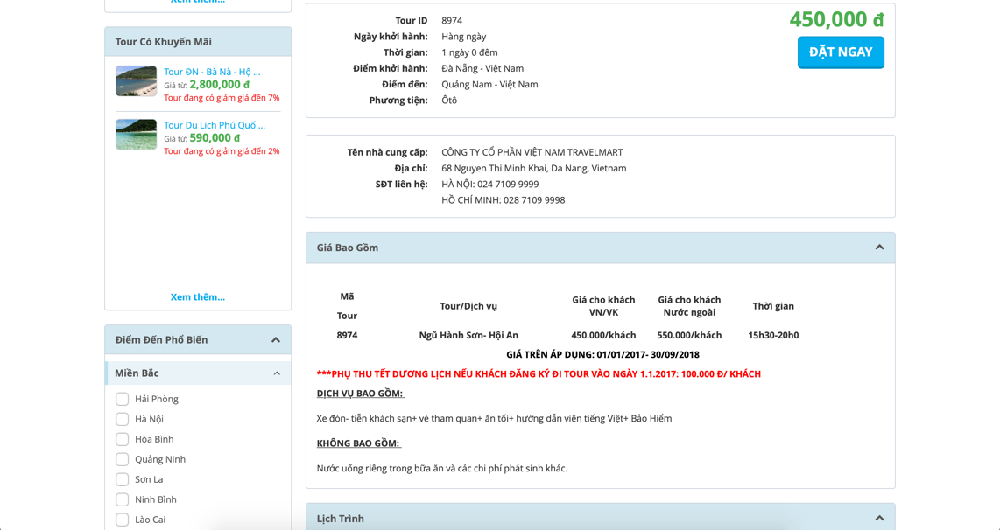 Xem thêm...
Tour Có Khuyến Mãi
Tour ĐN - Bà Nà - Hộ ...
Giá từ: 2,800,000 đ
Tour đang có giảm giá đến 7%
Tour Du Lich Phú Quố ...
Giá từ: 590,000 đ
Tour đang có giảm giá đến 2%
Xem thêm...
Điểm Đến Phổ Biến
Miền Bắc
Hải Phòng
Hà Nội
Hòa Bình
Quảng Ninh
Sơn La
Ninh Bình
Lào Cai
Tour ID 8974
Ngày khởi hành: Hàng ngày
Thời gian: 1 ngày 0 đêm
Điểm khởi hành: Đà Nẵng - Việt Nam
Điểm đến: Quảng Nam - Việt Nam
Phương tiện: Ôtô
450,000 đ
ĐẶT NGAY
Tên nhà cung cấp: CÔNG TY CỔ PHẦN VIỆT NAM TRAVELMART
Địa chỉ: 68 Nguyen Thi Minh Khai, Da Nang, Vietnam
SĐT liên hệ: HÀ NỘI: 024 7109 9999
HỒ CHÍ MINH: 028 7109 9998
Giá Bao Gồm
Mã
Tour
Tour/Dịch vụ
Giá cho khách
VN/VK
Giá cho khách
Nước ngoài
Thời gian
8974 Ngũ Hành Sơn- Hội An 450.000/khách 550.000/khách 15h30-20h0
GIÁ TRÊN ÁP DỤNG: 01/01/2017- 30/09/2018
***PHỤ THU TẾT DƯƠNG LỊCH NẾU KHÁCH ĐĂNG KÝ ĐI TOUR VÀO NGÀY 1.1.2017: 100.000 Đ/ KHÁCH
DỊCH VỤ BAO GỒM:
Xe đón- tiễn khách sạn+ vé tham quan+ ăn tối+ hướng dẫn viên tiếng Việt+ Bảo Hiểm
KHÔNG BAO GỒM:
Nước uống riêng trong bữa ăn và các chi phí phát sinh khác.
Lịch Trình